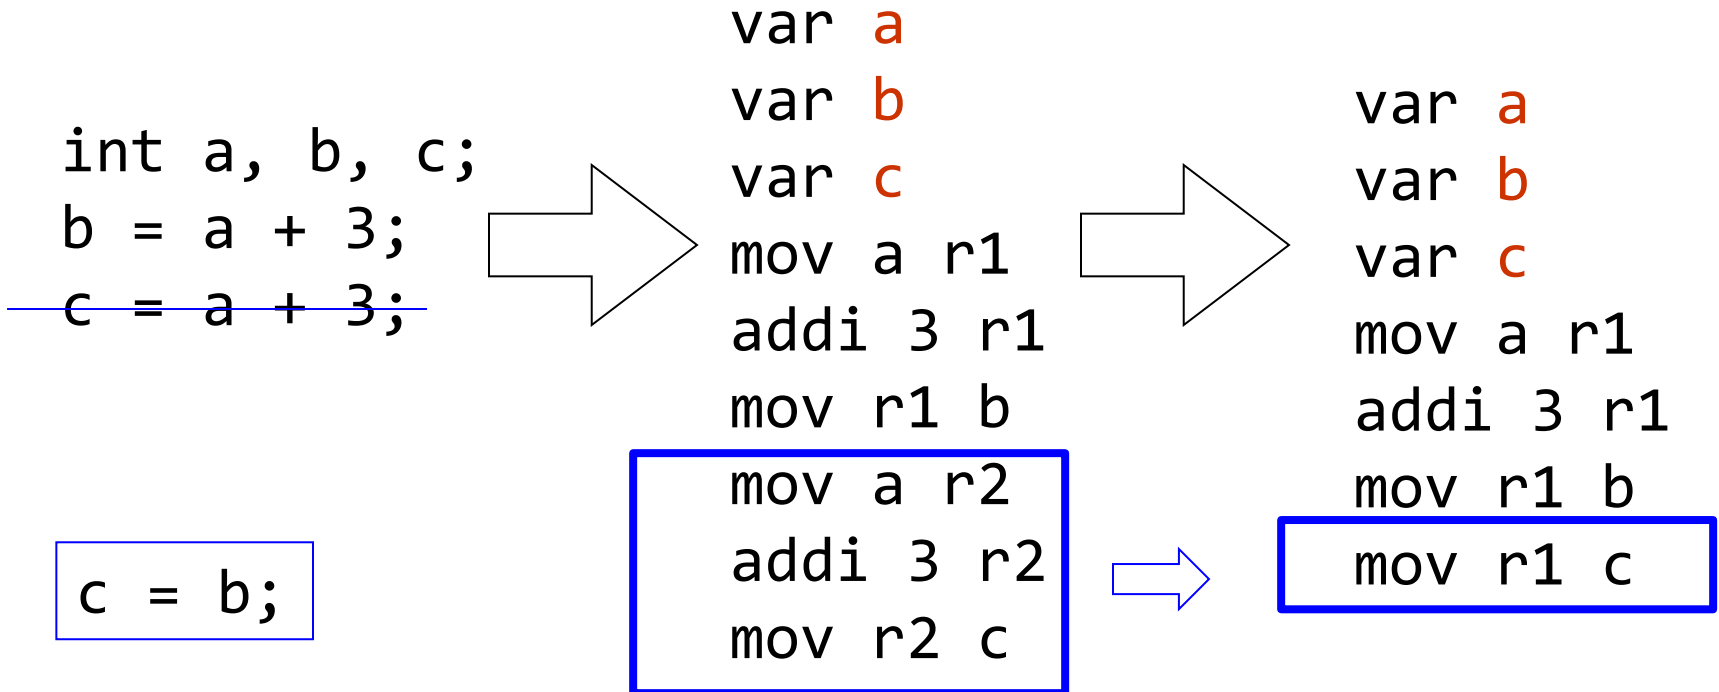 int a, b, c;
b = a + 3;
c = a + 3;
c = b;
var a
var b
var c
mov a r1
addi 3 r1
mov r1 b
mov a r2
addi 3 r2
mov r2 c
var a
var b
var c
mov a r1
addi 3 r1
mov r1 b
mov r1 c